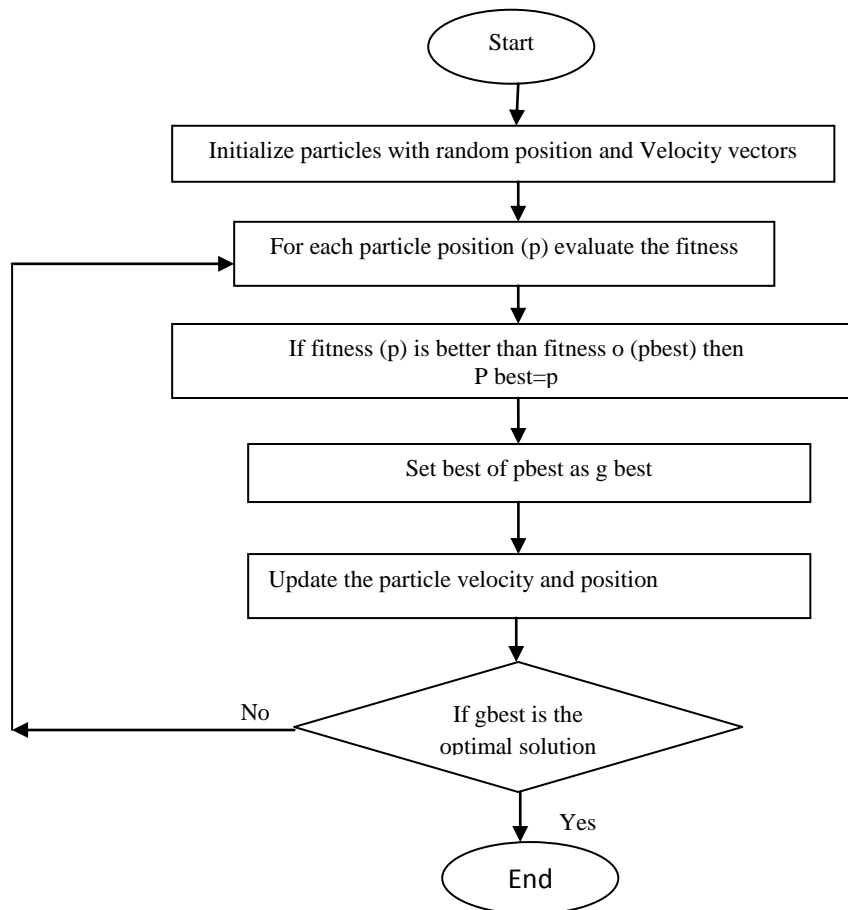 Start
Initialize particles with random position and Velocity vectors
For each particle position (p) evaluate the fitness
If fitness (p) is better than fitness o (pbest) then
P best=p
Set best of pbest as g best
Update the particle velocity and position
No
If gbest is the
optimal solution
Yes
End